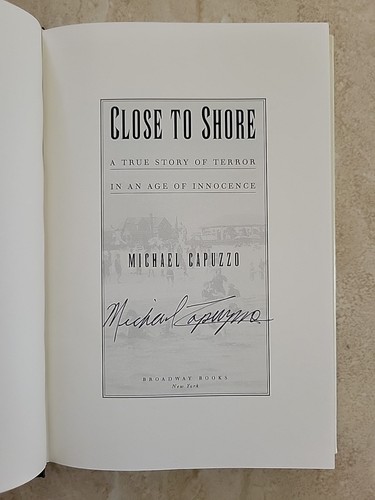 CLOSE TO SHORE
A TRUE STORY OF TERROR
IN AN AGE OF INNOCENCE
MICHAEL CAPUZZO
Michael Capuzzo
BROADWAY BOOKS
New York